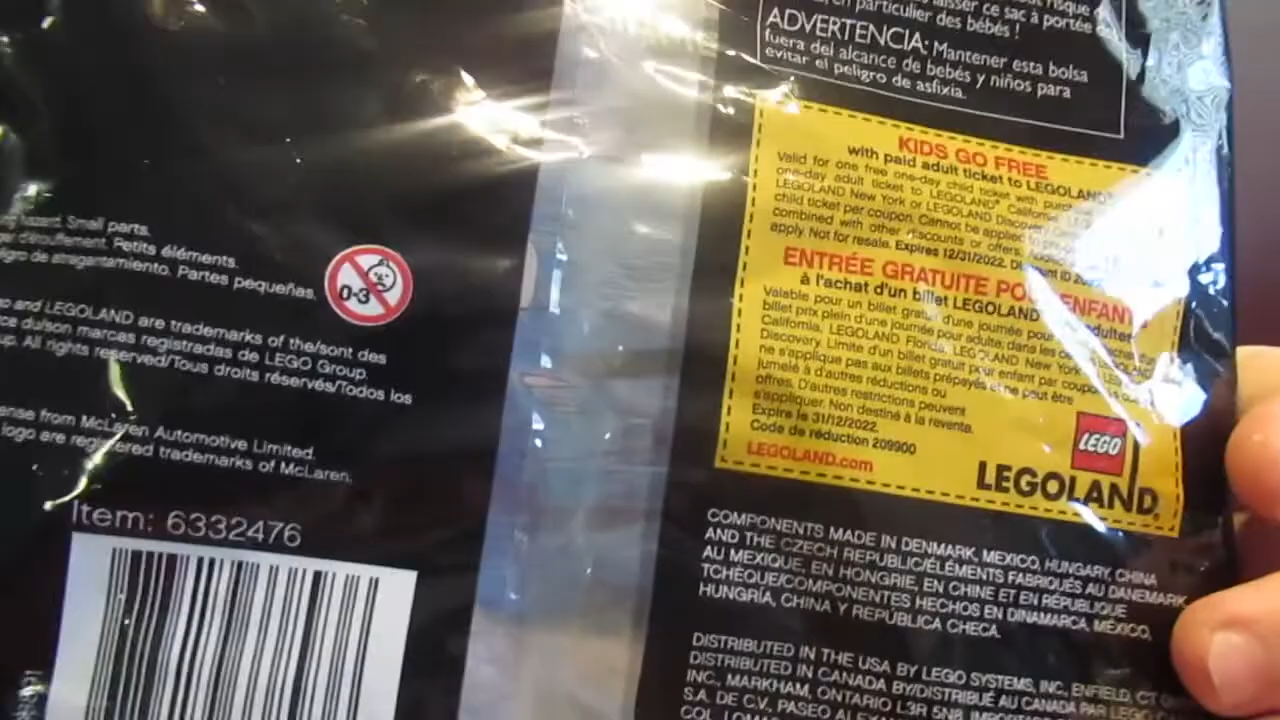 risque
laisser ce sac à portée
en particulier des bébés !
ADVERTENCIA: Mantener esta bolsa
fuera del alcance de bebés y niños para
evitar el peligro de asfixia.
KIDS GO FREE
with paid adult ticket to LEGOLAND®
Valid for one free one-day child ticket with
one-day adult ticket to LEGOLAND® California,
LEGOLAND New York or LEGOLAND
child ticket per coupon. Cannot be applied to
combined with other discounts or offers.
apply. Not for resale. Expires 12/31/2022. ID
ENTRÉE GRATUITE ENFANT
à l'achat d'un billet LEGOLAND
Valable pour un billet gratuit d'une journée pour
billet prix plein d'une journée pour adulte, dans les
California, LEGOLAND Florida, LEGOLAND New York,
Discovery. Limite d'un billet gratuit pour enfant par coupon
ne s'applique pas aux billets prépayés et ne peut être
jumelé à d'autres réductions ou
offres. D'autres restrictions peuvent
s'appliquer. Non destiné à la revente.
Expire le 31/12/2022.
Code de réduction 209900
LEGOLAND.com
LEGO
LEGOLAND®
COMPONENTS MADE IN DENMARK, MEXICO, HUNGARY, CHINA
AND THE CZECH REPUBLIC/ÉLÉMENTS FABRIQUÉS AU DANEMARK,
AU MEXIQUE, EN HONGRIE, EN CHINE ET EN RÉPUBLIQUE
TCHÈQUE/COMPONENTES HECHOS EN DINAMARCA, MÉXICO,
HUNGRÍA, CHINA Y REPÚBLICA CHECA.
DISTRIBUTED IN THE USA BY LEGO SYSTEMS, INC., ENFIELD, CT
DISTRIBUTED IN CANADA BY/DISTRIBUÉ AU CANADA PAR LEGO
INC., MARKHAM, ONTARIO L3R 5N8.
S.A. DE C.V., PASEO
COL.
Small parts.
Petits éléments.
de atragantamiento. Partes pequeñas.
0-3
and LEGOLAND are trademarks of the/sont des
marcas registradas de LEGO Group.
All rights reserved/Tous droits réservés/Todos los
from McLaren Automotive Limited.
logo are registered trademarks of McLaren.
Item: 6332476